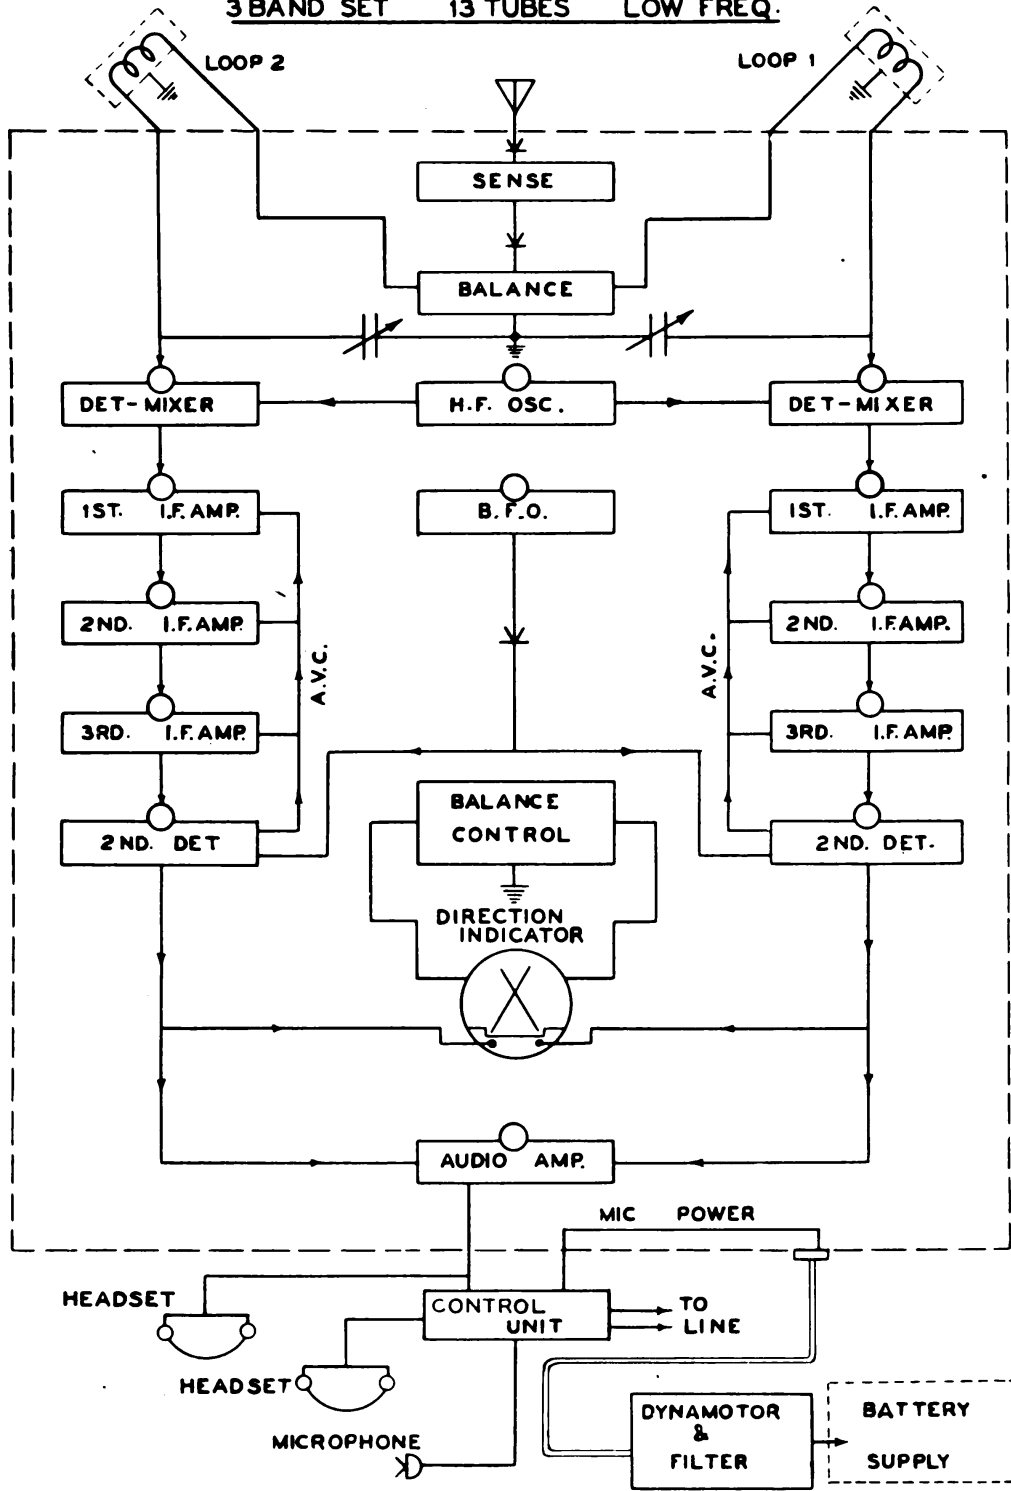 3 BAND SET 13 TUBES LOW FREQ.
LOOP 2
LOOP 1
SENSE
BALANCE
DET-MIXER
H.F. OSC.
DET-MIXER
1ST. I.F. AMP.
B.F.O.
1ST. I.F. AMP.
2ND. I.F. AMP.
2ND. I.F. AMP.
A.V.C.
A.V.C.
3RD. I.F. AMP.
3RD. I.F. AMP.
BALANCE
CONTROL
2ND. DET
2ND. DET.
DIRECTION
INDICATOR
AUDIO AMP.
MIC POWER
HEADSET
CONTROL
UNIT
TO
LINE
HEADSET
MICROPHONE
DYNAMOTOR
&
FILTER
BATTERY
SUPPLY